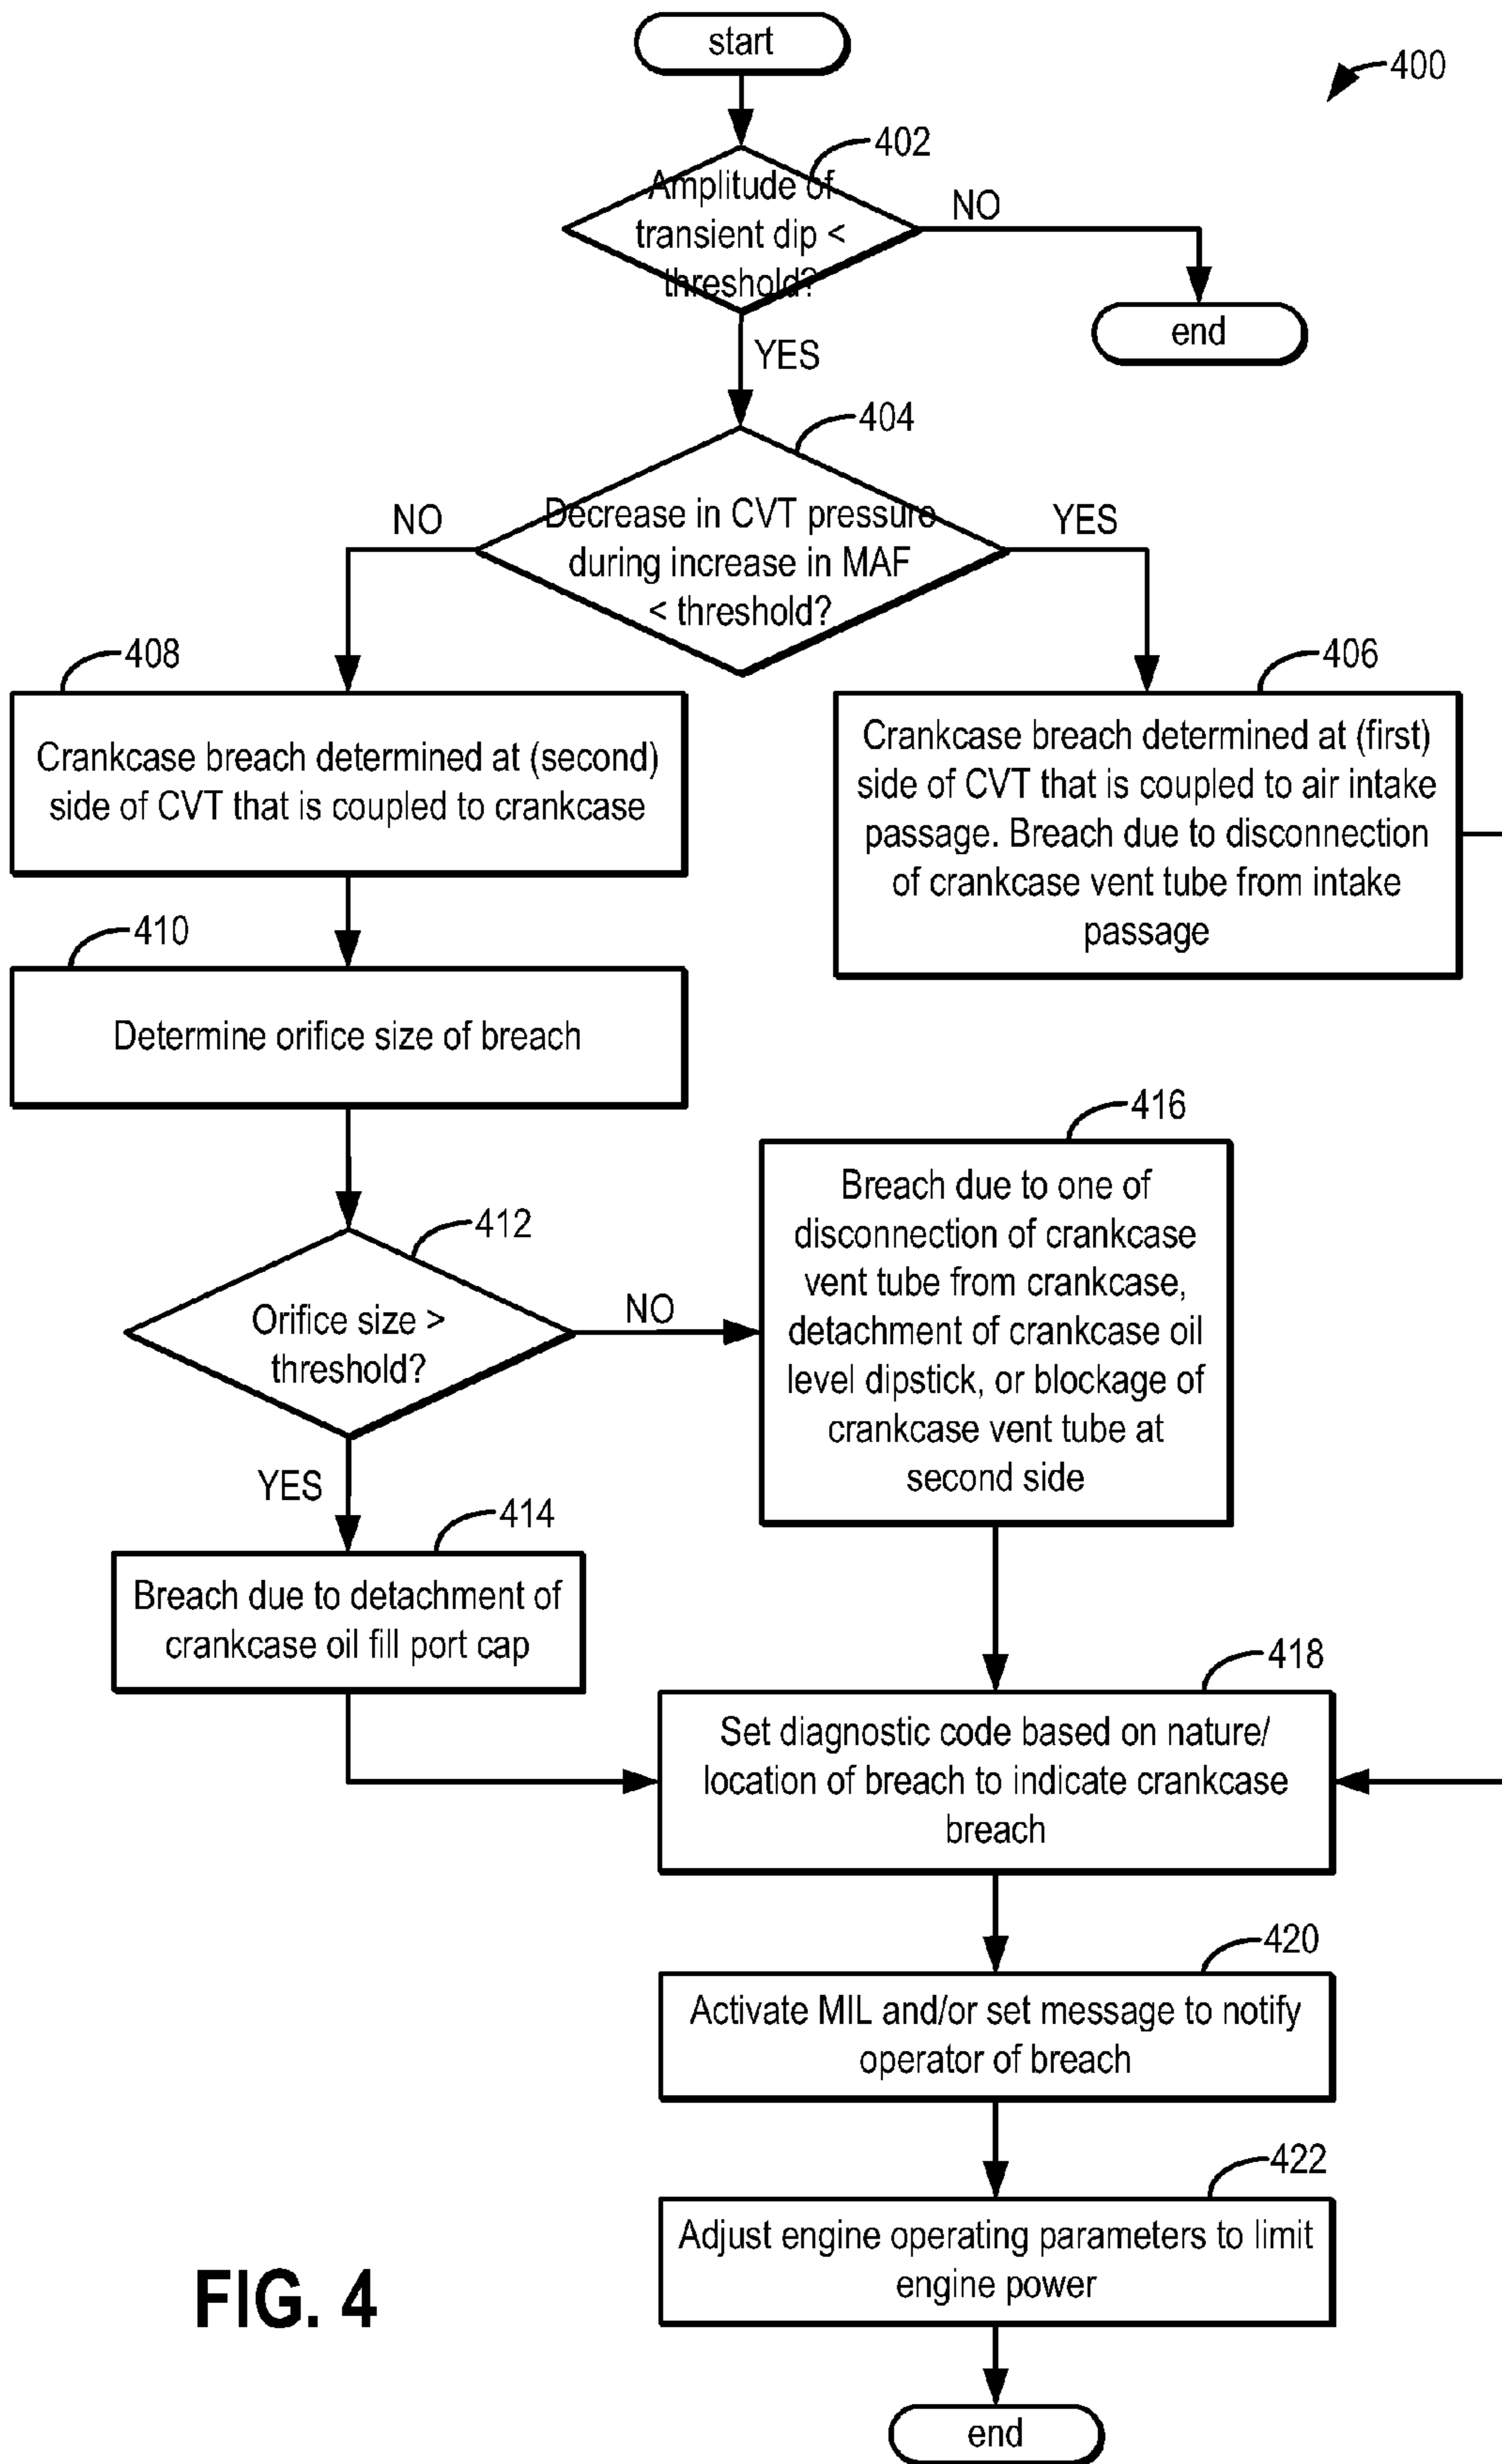 start
400
402
Amplitude of
transient dip <
threshold?
NO
end
YES
404
Decrease in CVT pressure
during increase in MAF
< threshold?
NO
YES
408
Crankcase breach determined at (second)
side of CVT that is coupled to crankcase
406
Crankcase breach determined at (first)
side of CVT that is coupled to air intake
passage. Breach due to disconnection
of crankcase vent tube from intake
passage
410
Determine orifice size of breach
412
Orifice size >
threshold?
NO
YES
416
Breach due to one of
disconnection of crankcase
vent tube from crankcase,
detachment of crankcase oil
level dipstick, or blockage of
crankcase vent tube at
second side
414
Breach due to detachment of
crankcase oil fill port cap
418
Set diagnostic code based on nature/
location of breach to indicate crankcase
breach
420
Activate MIL and/or set message to notify
operator of breach
422
Adjust engine operating parameters to limit
engine power
end
FIG. 4